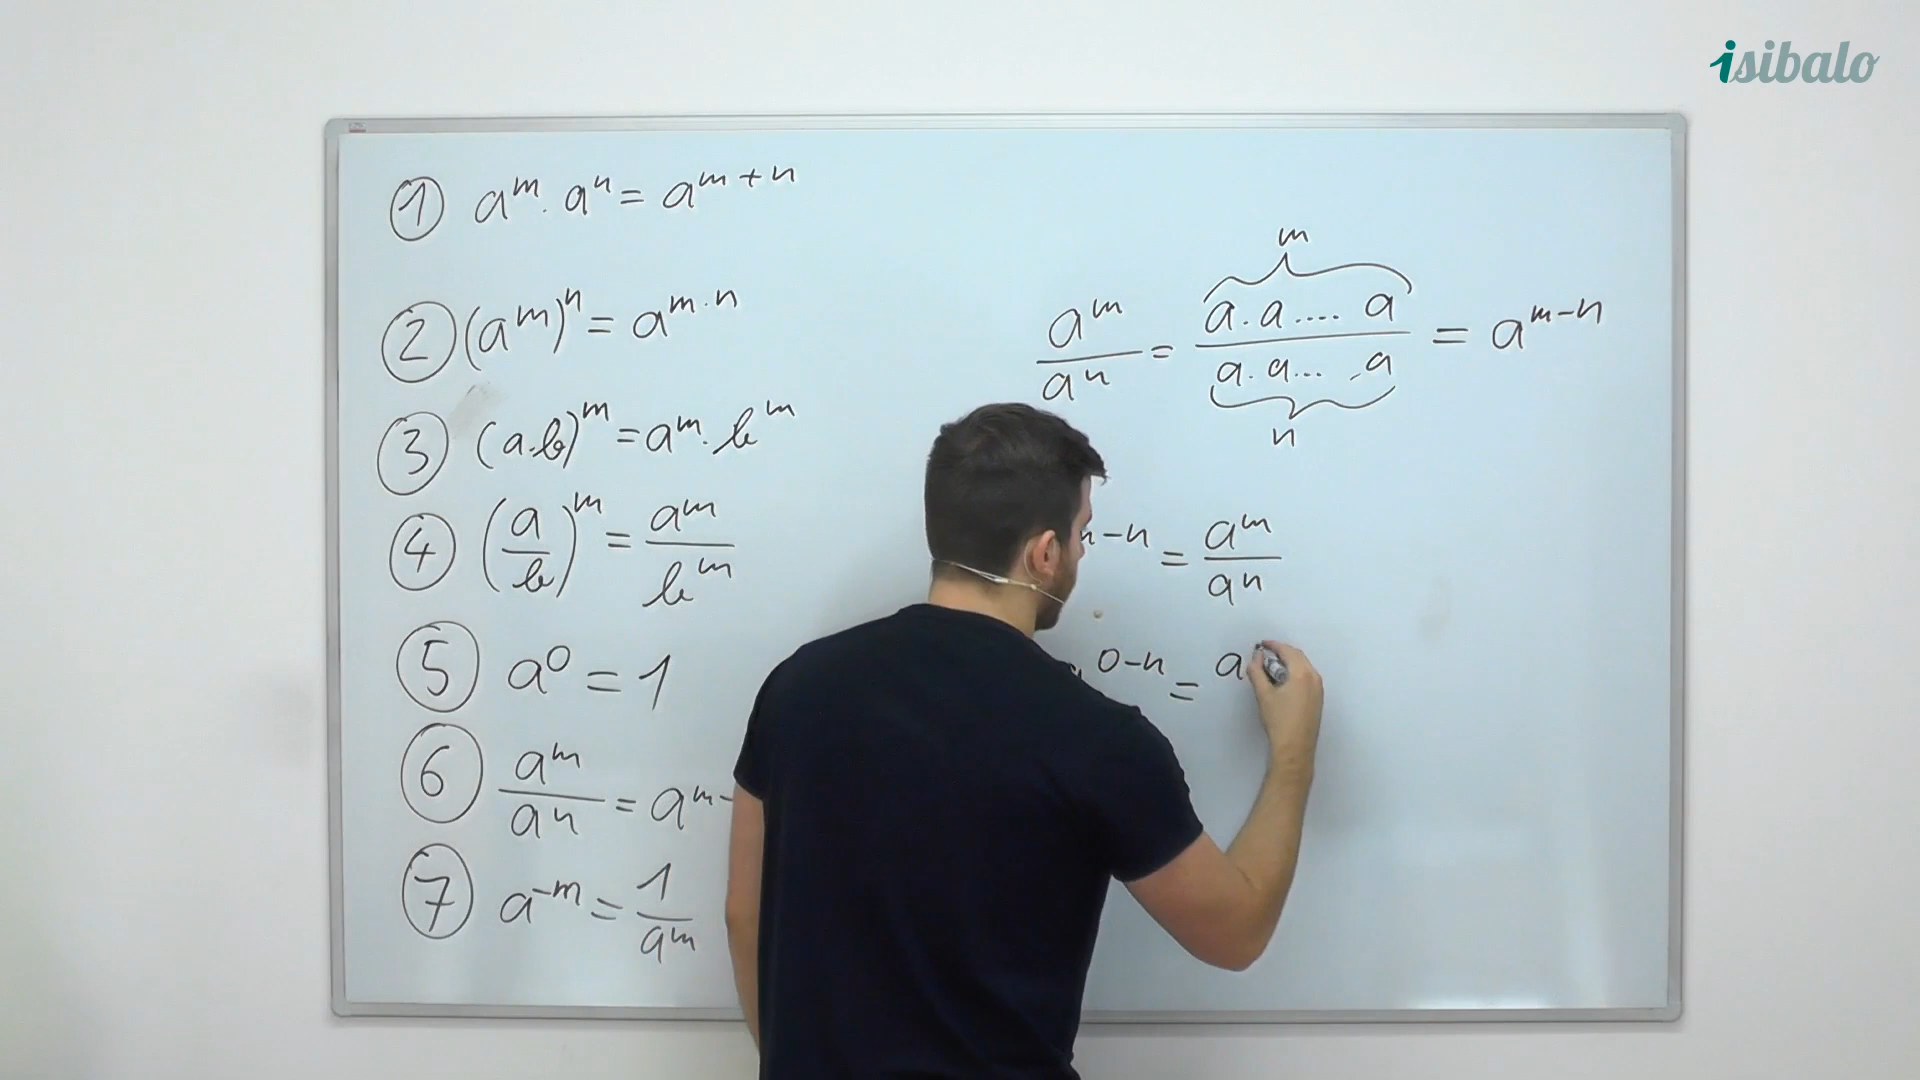 isibalo
① a^m . a^n = a^{m+n}
② (a^m)^n = a^{m·n}
③ (a.b)^m = a^m . b^m
④ (a/b)^m = a^m/b^m
⑤ a^0 = 1
⑥ a^m/a^n = a^{m-
⑦ a^{-m} = 1/a^m
m
a^m/a^n = a.a.... a/a.a... .a = a^{m-n}
n
-n = a^m/a^n
0-n = a